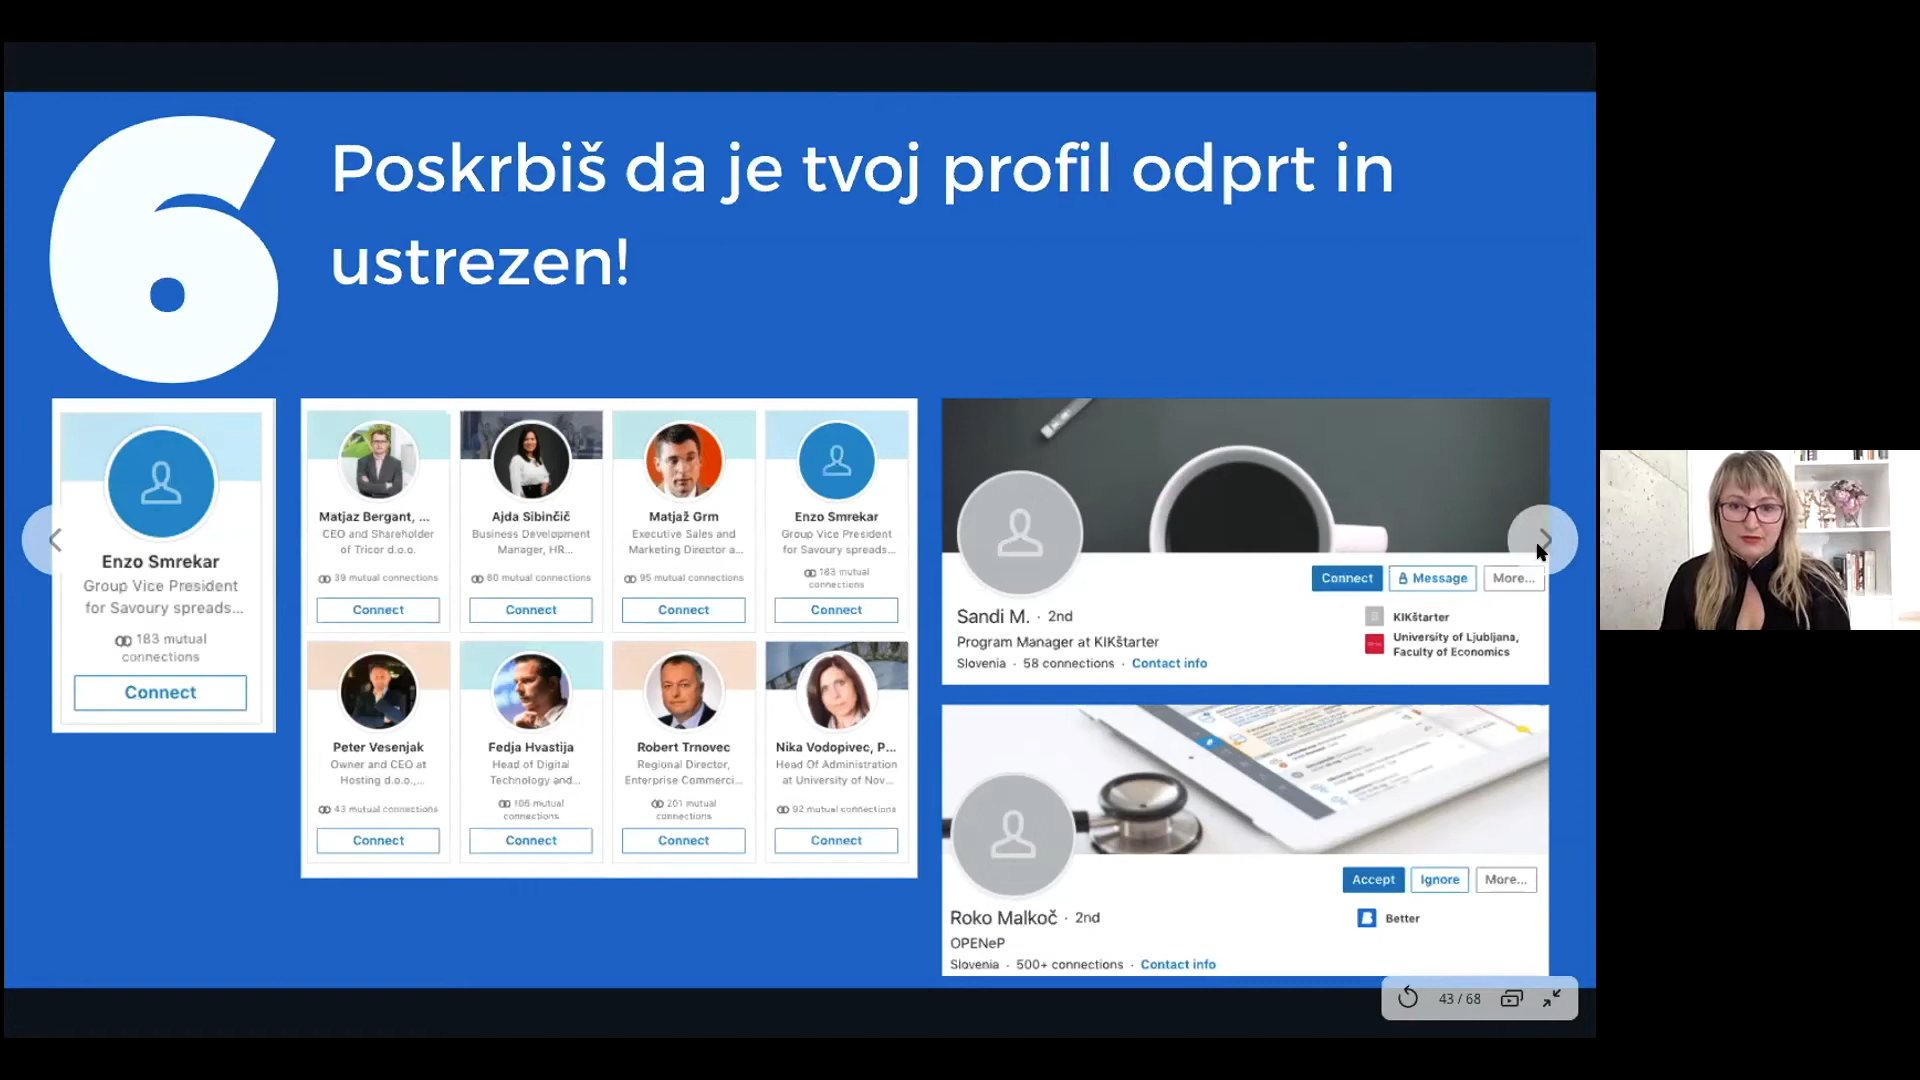 6
Poskrbiš da je tvoj profil odprt in
ustrezen!
Enzo Smrekar
Group Vice President
for Savoury spreads...
183 mutual
connections
Connect
Matjaz Bergant, ...
CEO and Shareholder
of Tricor d.o.o.
39 mutual connections
Connect
Ajda Sibinčič
Business Development
Manager, HR...
80 mutual connections
Connect
Matjaž Grm
Executive Sales and
Marketing Director a...
95 mutual connections
Connect
Enzo Smrekar
Group Vice President
for Savoury spreads...
183 mutual
connections
Connect
Peter Vesenjak
Owner and CEO at
Hosting d.o.o.,...
43 mutual connections
Connect
Fedja Hvastija
Head of Digital
Technology and...
106 mutual
connections
Connect
Robert Trnovec
Regional Director,
Enterprise Commerci...
201 mutual
connections
Connect
Nika Vodopivec, P...
Head Of Administration
at University of Nov...
92 mutual connections
Connect
Connect
Message
More...
Sandi M. · 2nd
Program Manager at KIKštarter
Slovenia · 58 connections · Contact info
KIKštarter
University of Ljubljana,
Faculty of Economics
Accept
Ignore
More...
Roko Malkoč · 2nd
OPENeP
Slovenia · 500+ connections · Contact info
Better
43 / 68